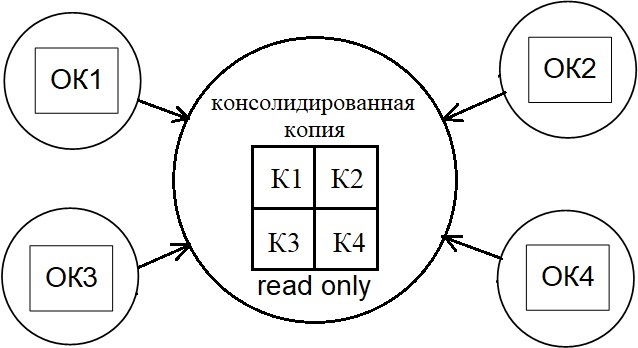 ОК1
ОК2
консолидированная
копия
К1 К2
К3 К4
read only
ОК3
ОК4